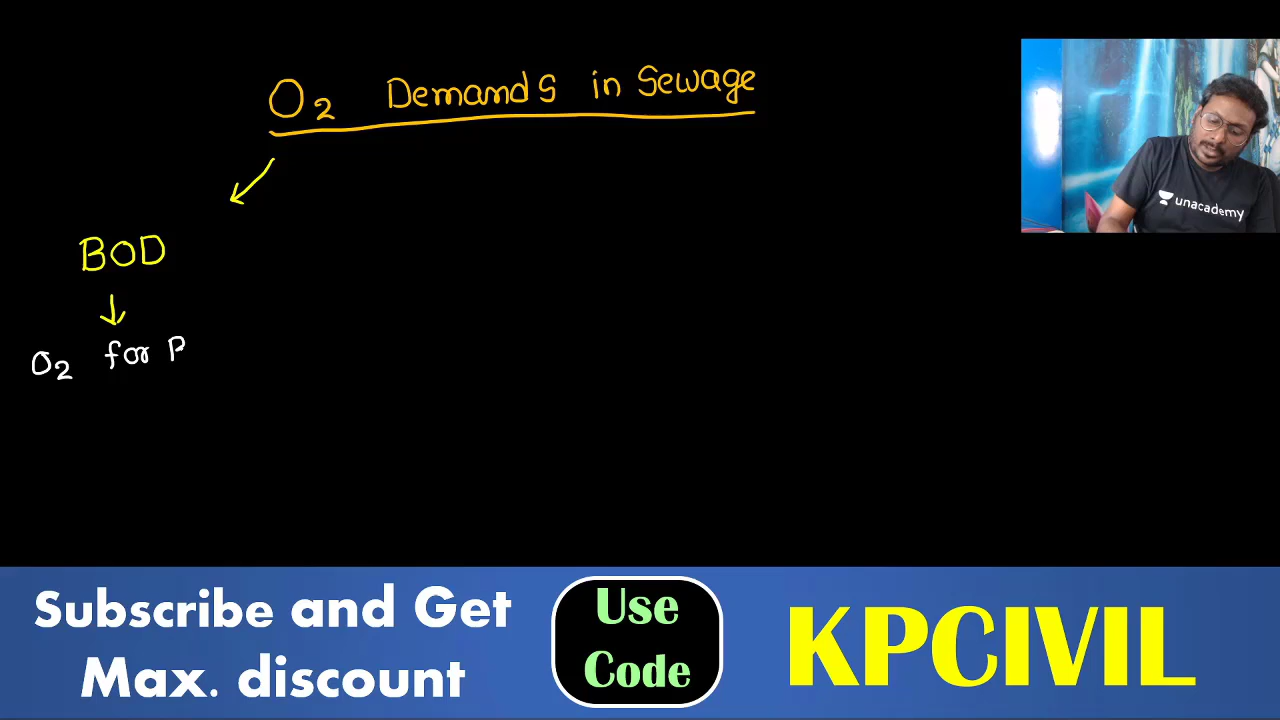 O2 Demands in Sewage
unacademy
BOD
O2 for P
Subscribe and Get
Max. discount
Use
Code
KPCIVIL